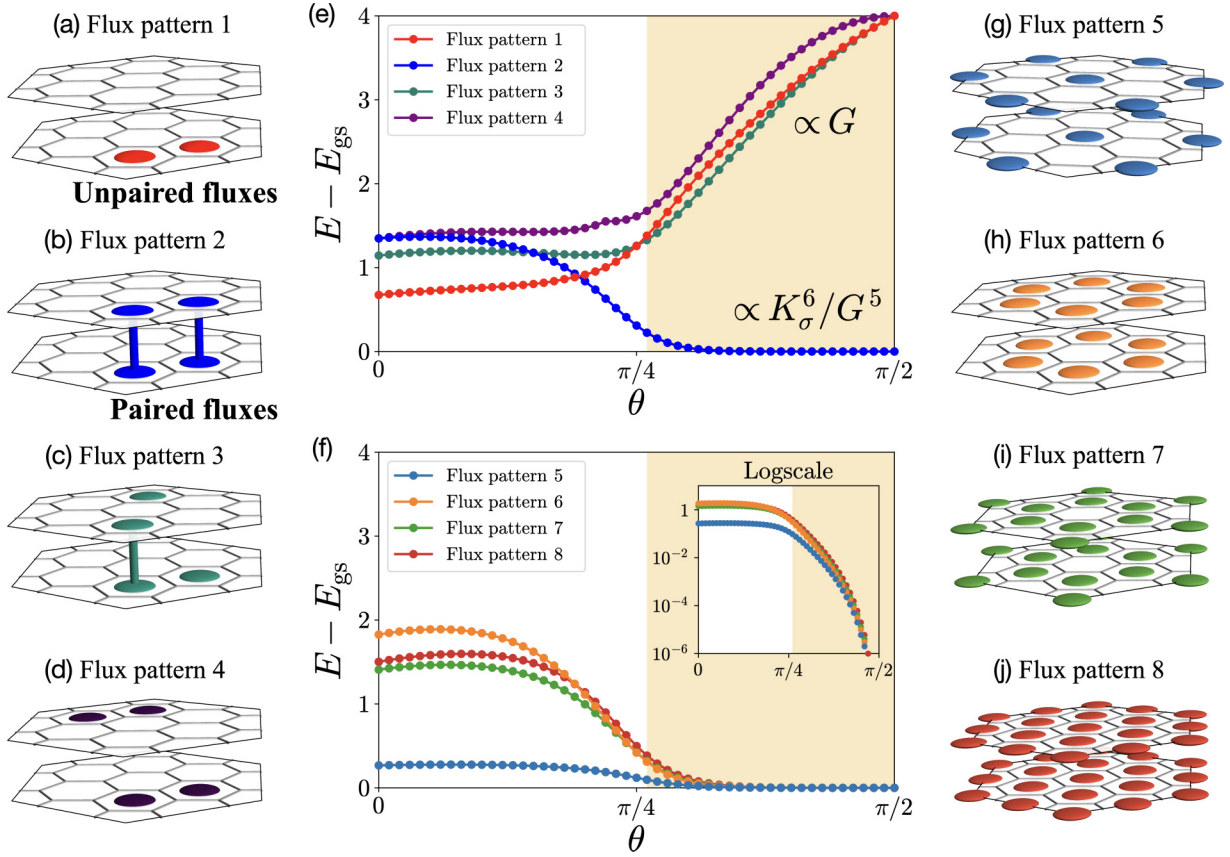 (a) Flux pattern 1
Unpaired fluxes
(b) Flux pattern 2
Paired fluxes
(c) Flux pattern 3
(d) Flux pattern 4
(e)
E − E_gs
4
3
2
1
0
Flux pattern 1
Flux pattern 2
Flux pattern 3
Flux pattern 4
∝ G
∝ K_σ^6/G^5
0
π/4
π/2
θ
(f)
E − E_gs
4
3
2
1
0
Flux pattern 5
Flux pattern 6
Flux pattern 7
Flux pattern 8
Logscale
1
10^−2
10^−4
10^−6
0
π/4
π/2
0
π/4
π/2
θ
(g) Flux pattern 5
(h) Flux pattern 6
(i) Flux pattern 7
(j) Flux pattern 8